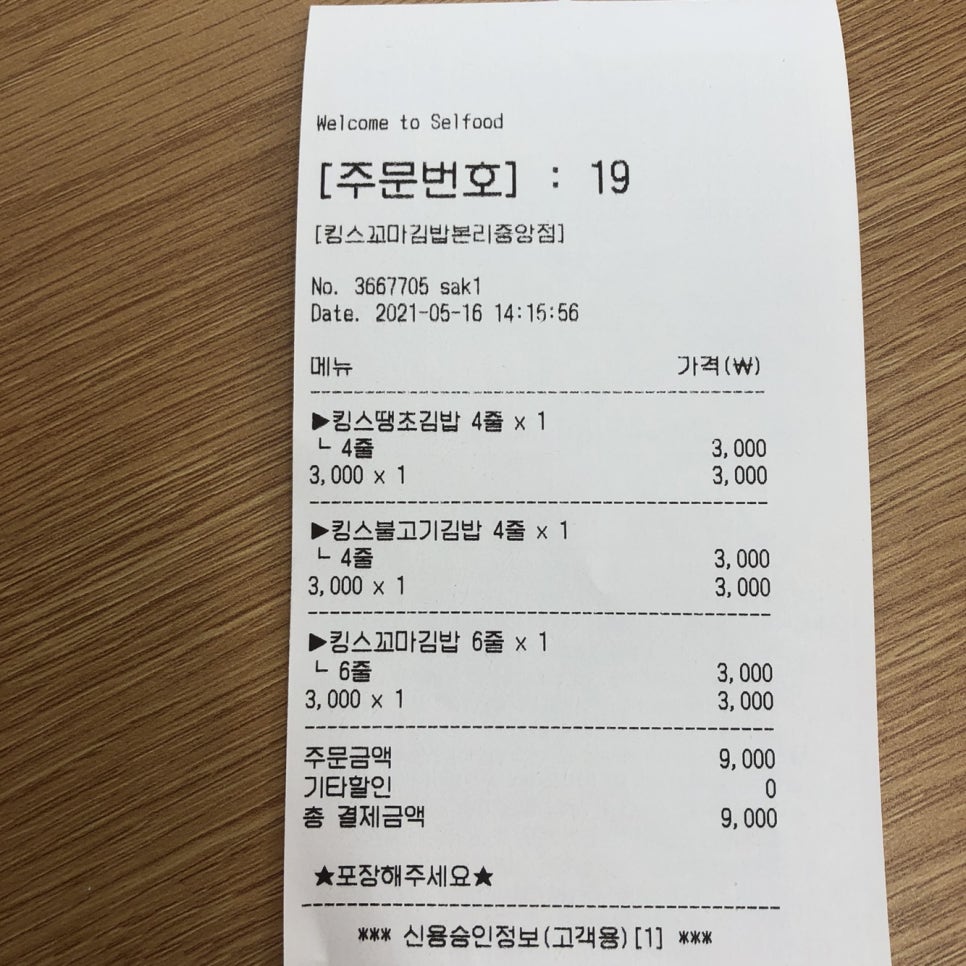 Welcome to Selfood
[주문번호] : 19
[킹스꼬마김밥본리중앙점]
No. 3667705 sak1
Date. 2021-05-16 14:15:56
메뉴 가격(₩)
--------------------------------
▶킹스땡초김밥 4줄 x 1
└ 4줄 3,000
3,000 x 1 3,000
--------------------------------
▶킹스불고기김밥 4줄 x 1
└ 4줄 3,000
3,000 x 1 3,000
--------------------------------
▶킹스꼬마김밥 6줄 x 1
└ 6줄 3,000
3,000 x 1 3,000
--------------------------------
주문금액 9,000
기타할인 0
총 결제금액 9,000
★포장해주세요★
--------------------------------
*** 신용승인정보(고객용)[1] ***